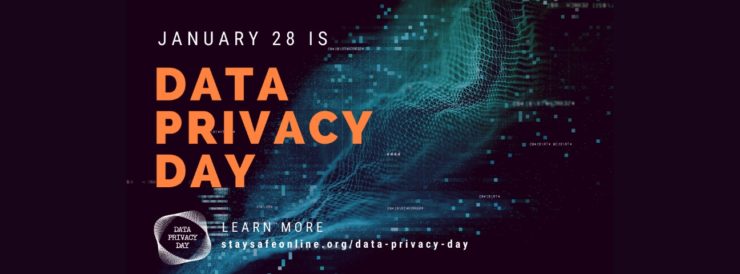 JANUARY 28 IS
DATA
PRIVACY
DAY
DATA
PRIVACY
DAY
LEARN MORE
staysafeonline.org/data-privacy-day